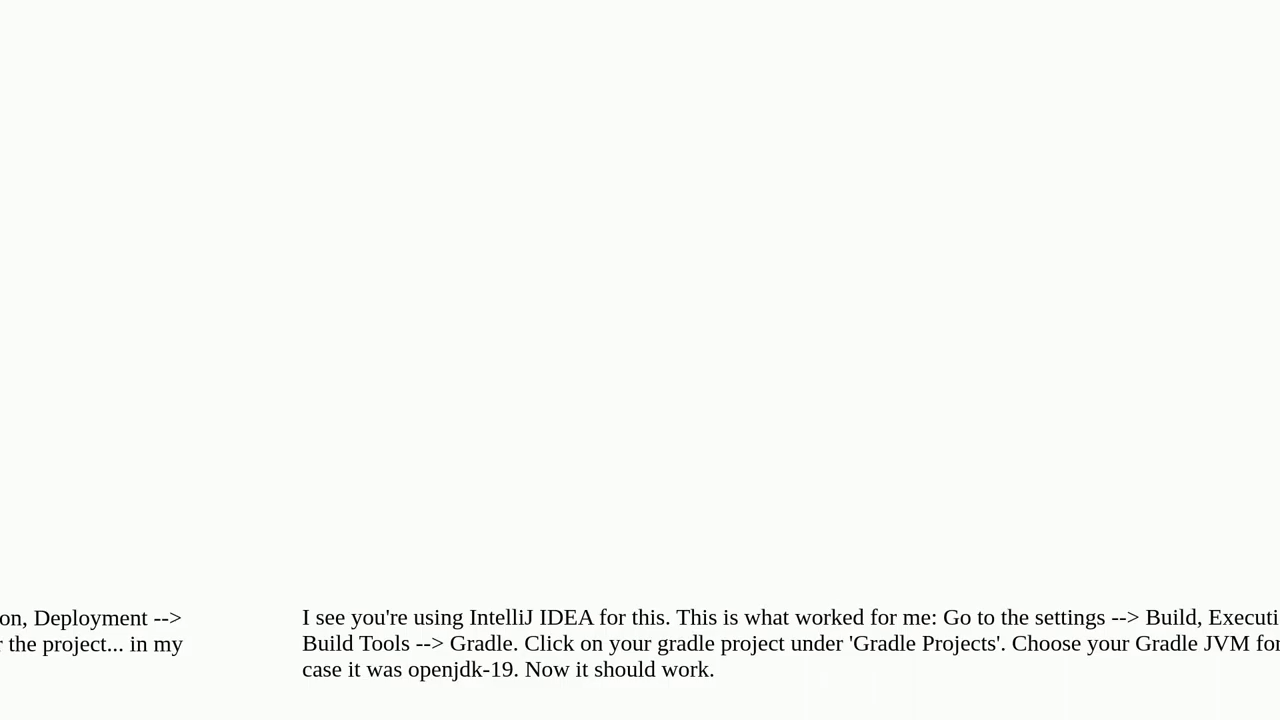 I see you're using IntelliJ IDEA for this. This is what worked for me: Go to the settings --> Build, Executi
on, Deployment -->
Build Tools --> Gradle. Click on your gradle project under 'Gradle Projects'. Choose your Gradle JVM for
the project... in my
case it was openjdk-19. Now it should work.